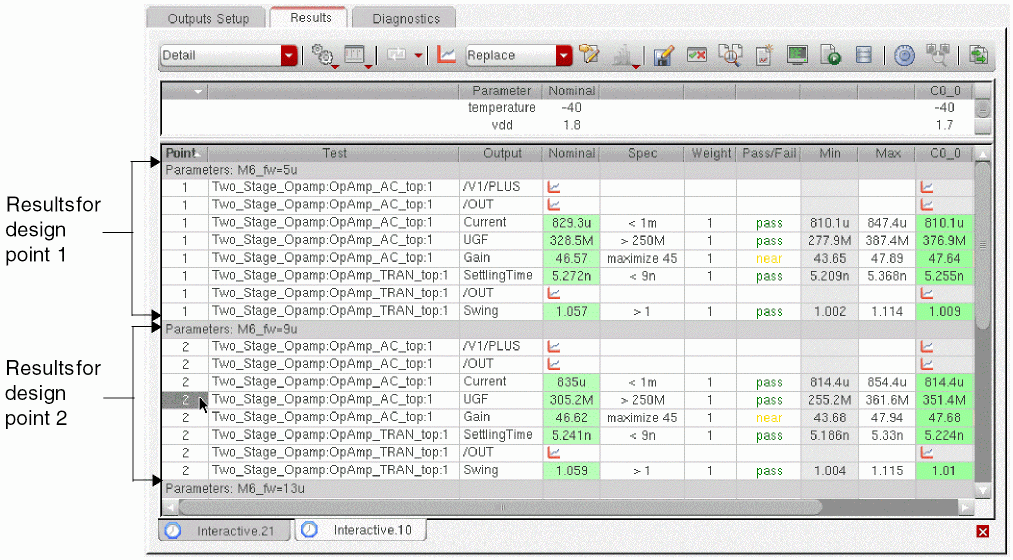 Outputs Setup Results Diagnostics
Detail Replace
Parameter Nominal C0_0
temperature -40 -40
vdd 1.8 1.7
Point Test Output Nominal Spec Weight Pass/Fail Min Max C0_0
Parameters: M6_fw=5u
1 Two_Stage_Opamp:OpAmp_AC_top:1 /V1/PLUS
1 Two_Stage_Opamp:OpAmp_AC_top:1 /OUT
1 Two_Stage_Opamp:OpAmp_AC_top:1 Current 829.3u < 1m 1 pass 810.1u 847.4u 810.1u
1 Two_Stage_Opamp:OpAmp_AC_top:1 UGF 328.5M > 250M 1 pass 277.9M 387.4M 376.9M
1 Two_Stage_Opamp:OpAmp_AC_top:1 Gain 46.57 maximize 45 1 near 43.65 47.89 47.64
1 Two_Stage_Opamp:OpAmp_TRAN_top:1 SettlingTime 5.272n < 9n 1 pass 5.209n 5.368n 5.255n
1 Two_Stage_Opamp:OpAmp_TRAN_top:1 /OUT
1 Two_Stage_Opamp:OpAmp_TRAN_top:1 Swing 1.057 > 1 1 pass 1.002 1.114 1.009
Parameters: M6_fw=9u
2 Two_Stage_Opamp:OpAmp_AC_top:1 /V1/PLUS
2 Two_Stage_Opamp:OpAmp_AC_top:1 /OUT
2 Two_Stage_Opamp:OpAmp_AC_top:1 Current 835u < 1m 1 pass 814.4u 854.4u 814.4u
2 Two_Stage_Opamp:OpAmp_AC_top:1 UGF 305.2M > 250M 1 pass 255.2M 361.6M 351.4M
2 Two_Stage_Opamp:OpAmp_AC_top:1 Gain 46.62 maximize 45 1 near 43.68 47.94 47.68
2 Two_Stage_Opamp:OpAmp_TRAN_top:1 SettlingTime 5.241n < 9n 1 pass 5.186n 5.33n 5.224n
2 Two_Stage_Opamp:OpAmp_TRAN_top:1 /OUT
2 Two_Stage_Opamp:OpAmp_TRAN_top:1 Swing 1.059 > 1 1 pass 1.004 1.115 1.01
Parameters: M6_fw=13u
Interactive.21 Interactive.10
Results for
design
point 1
Results for
design
point 2